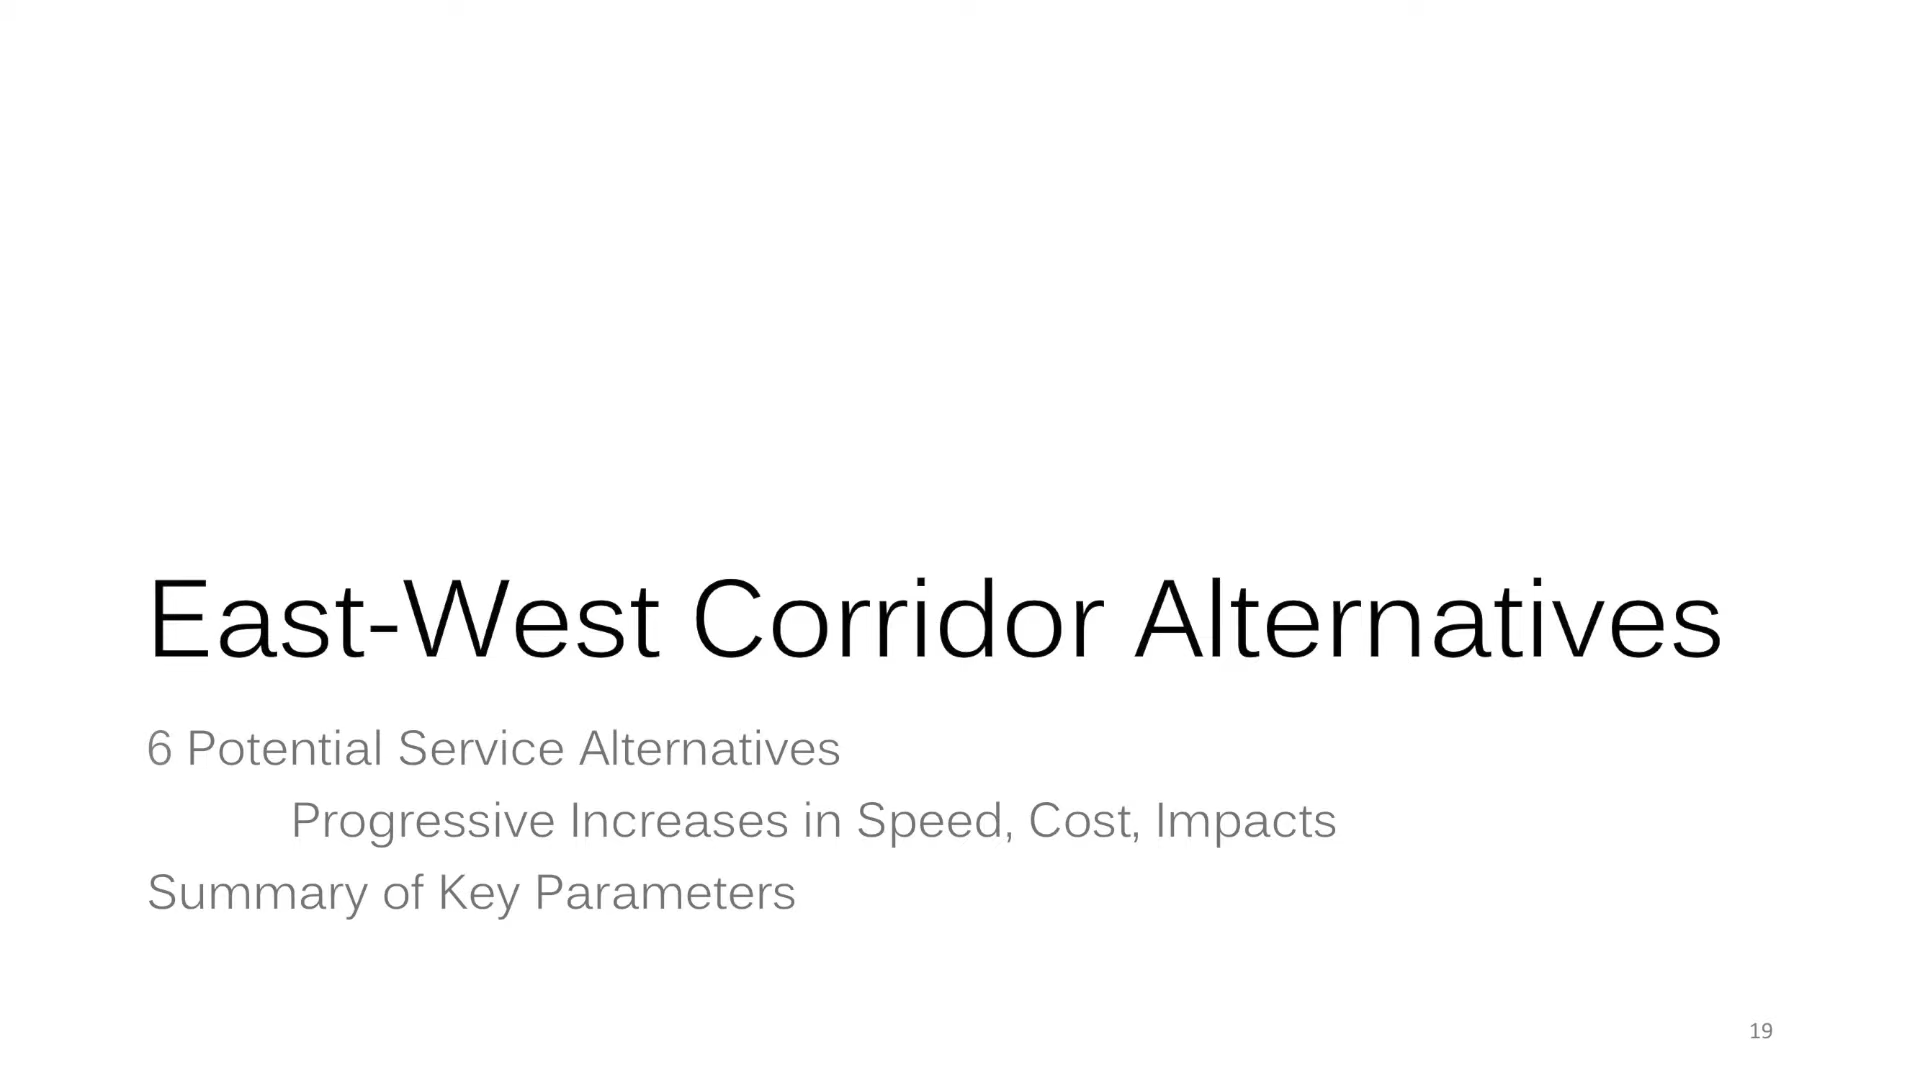 East-West Corridor Alternatives
6 Potential Service Alternatives
Progressive Increases in Speed, Cost, Impacts
Summary of Key Parameters
19